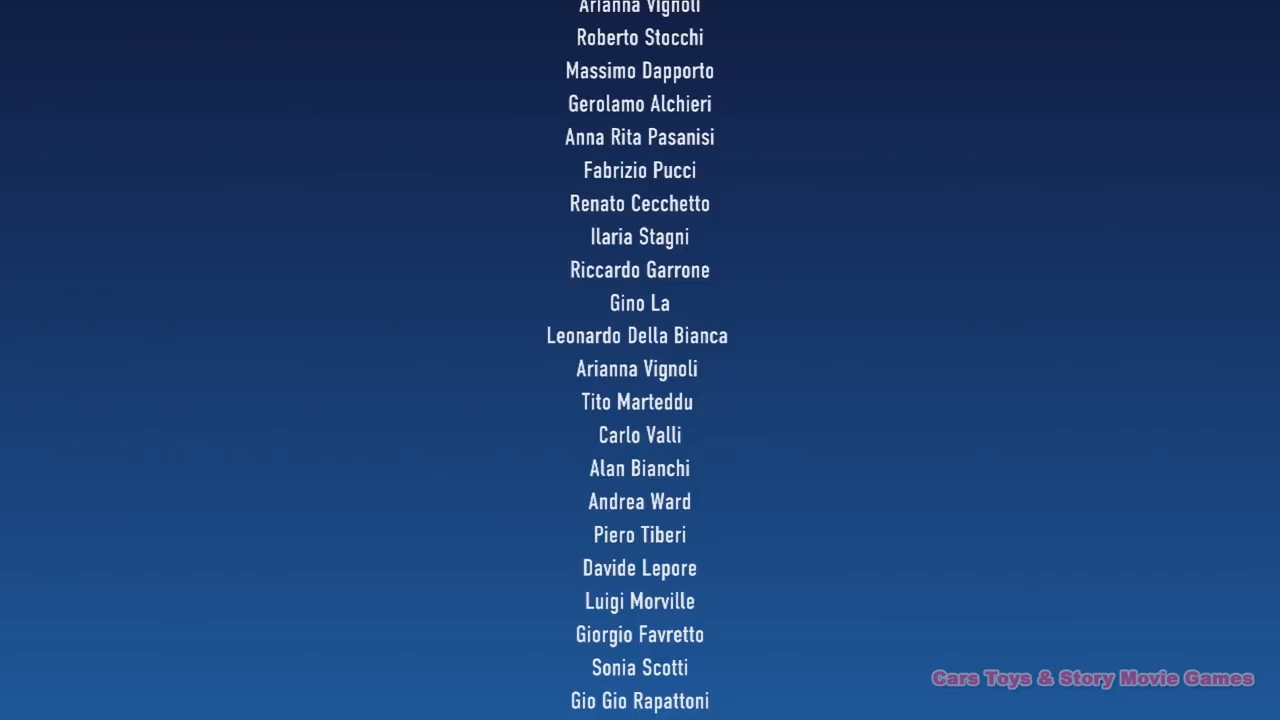 Arianna Vignoli
Roberto Stocchi
Massimo Dapporto
Gerolamo Alchieri
Anna Rita Pasanisi
Fabrizio Pucci
Renato Cecchetto
Ilaria Stagni
Riccardo Garrone
Gino La
Leonardo Della Bianca
Arianna Vignoli
Tito Marteddu
Carlo Valli
Alan Bianchi
Andrea Ward
Piero Tiberi
Davide Lepore
Luigi Morville
Giorgio Favretto
Sonia Scotti
Cars Toys & Story Movie Games
Gio Gio Rapattoni